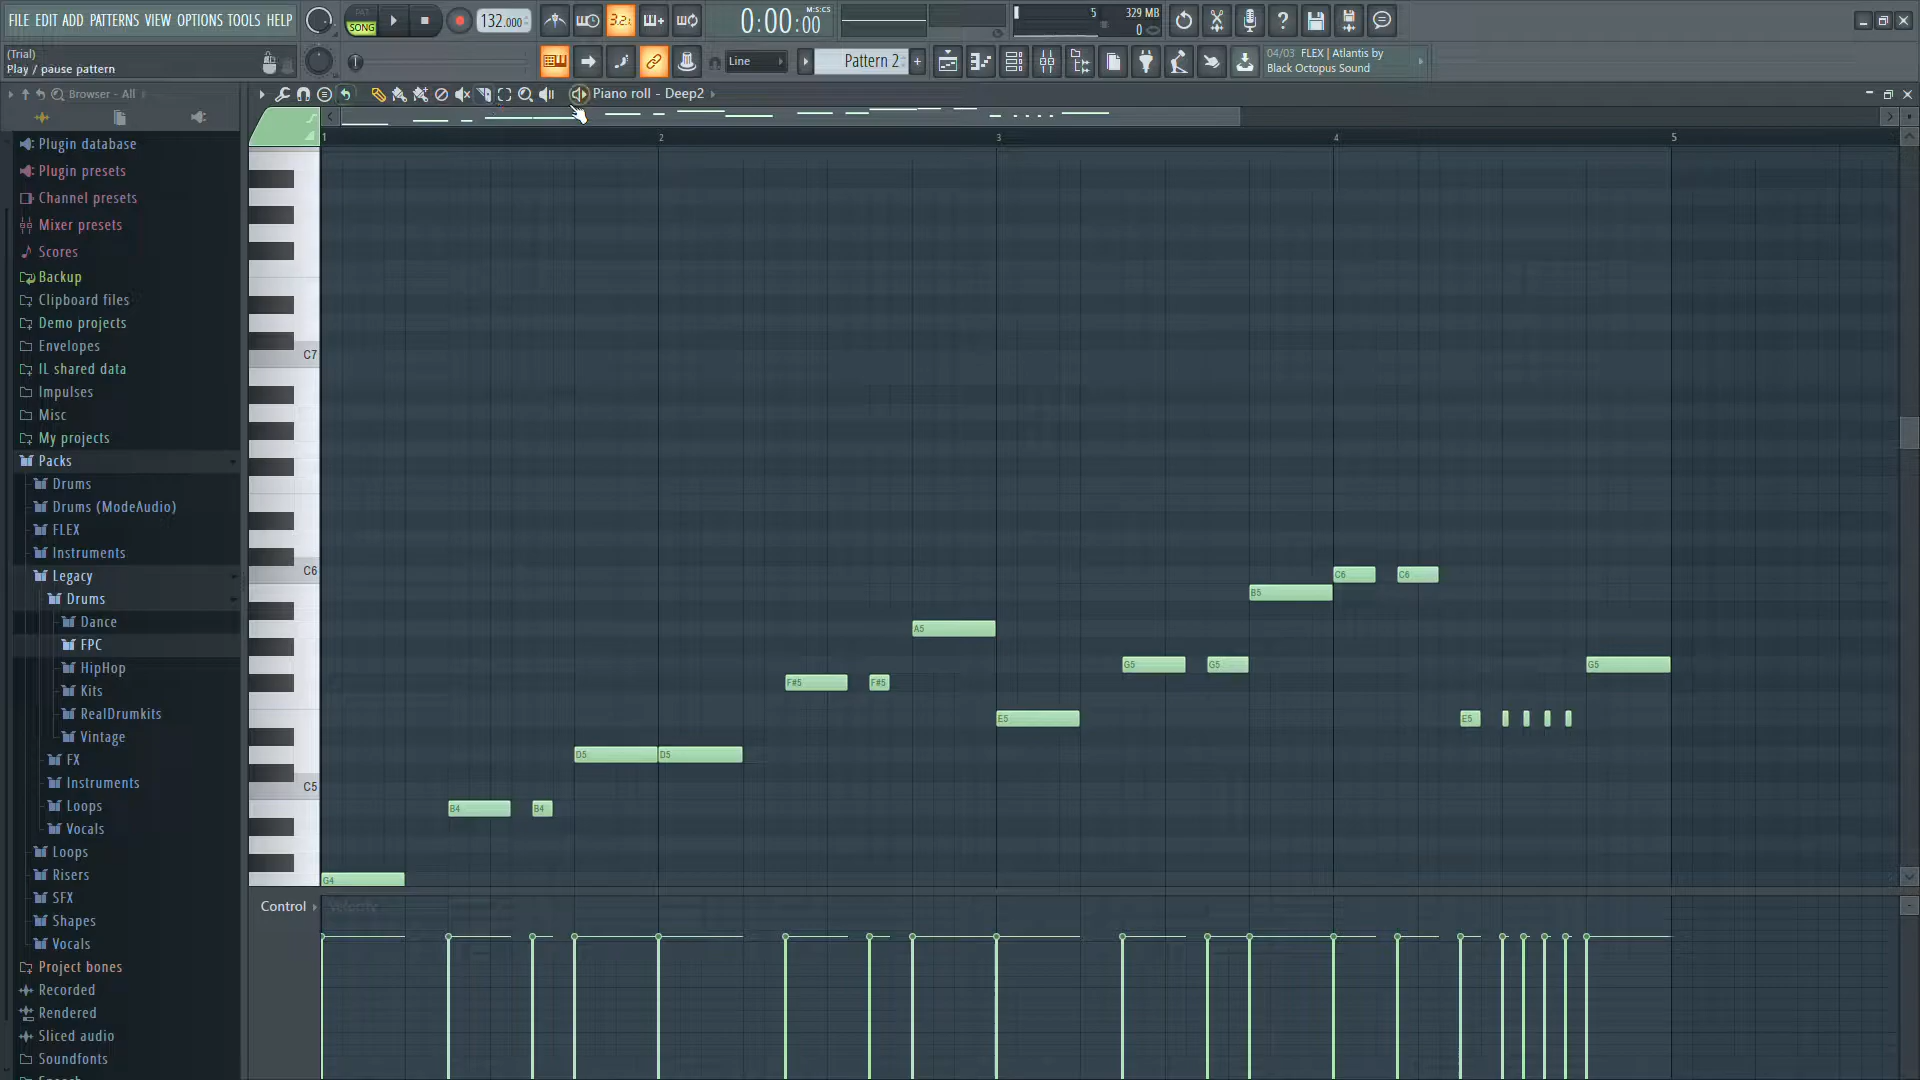 FILE EDIT ADD PATTERNS VIEW OPTIONS TOOLS HELP
SONG
132.000
3.2.
0:00:00
M:S:CS
5
329 MB
0
(Trial)
Play / pause pattern
Line
Pattern 2
04/03 FLEX | Atlantis by
Black Octopus Sound
Browser - All
Piano roll - Deep2
1 2 3 4 5
Plugin database
Plugin presets
Channel presets
Mixer presets
Scores
Backup
Clipboard files
Demo projects
Envelopes
IL shared data
Impulses
Misc
My projects
Packs
Drums
Drums (ModeAudio)
FLEX
Instruments
Legacy
Drums
Dance
FPC
HipHop
Kits
RealDrumkits
Vintage
FX
Instruments
Loops
Vocals
Loops
Risers
SFX
Shapes
Vocals
Project bones
Recorded
Rendered
Sliced audio
Soundfonts
C7
C6
C5
C6 C6
B5
A5
G5 G5 G5
F#5 F#5
E5 E5
D5 D5
B4 B4
G4
Control
Velocity